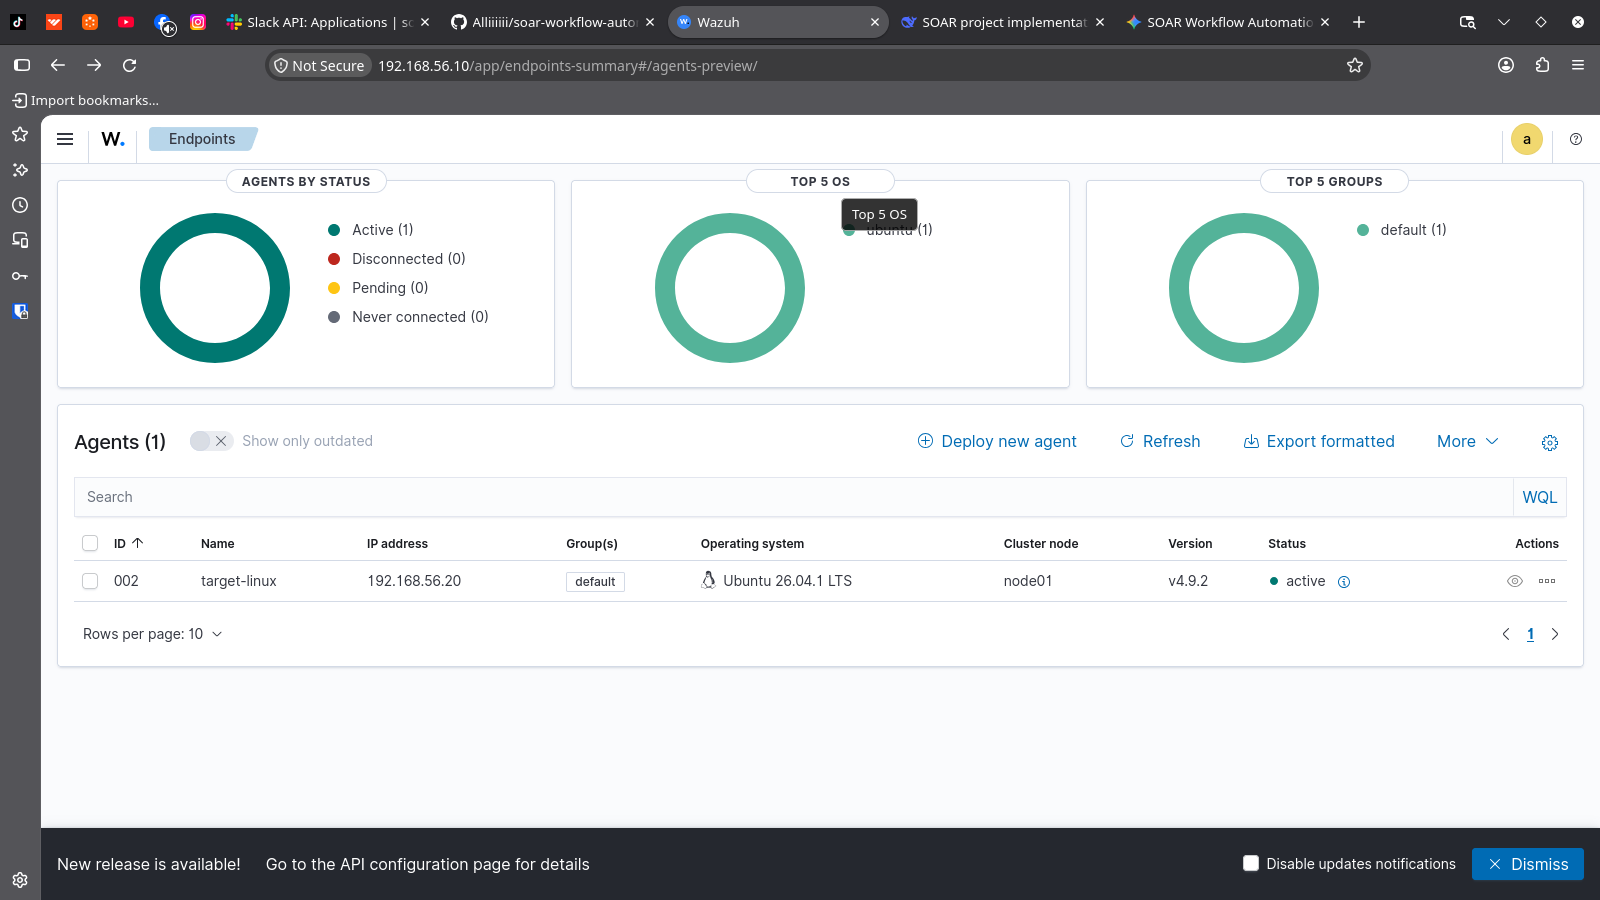 Slack API: Applications | sc
Alliiiiii/soar-workflow-auto
Wazuh
SOAR project implementat
SOAR Workflow Automatio
Not Secure
192.168.56.10/app/endpoints-summary#/agents-preview/
Import bookmarks...
W.
Endpoints
a
AGENTS BY STATUS
Active (1)
Disconnected (0)
Pending (0)
Never connected (0)
TOP 5 OS
Top 5 OS
ubuntu (1)
TOP 5 GROUPS
default (1)
Agents (1)
Show only outdated
Deploy new agent
Refresh
Export formatted
More
Search
WQL
ID Name IP address Group(s) Operating system Cluster node Version Status Actions
002 target-linux 192.168.56.20 default Ubuntu 26.04.1 LTS node01 v4.9.2 active
Rows per page: 10
1
New release is available! Go to the API configuration page for details
Disable updates notifications
Dismiss